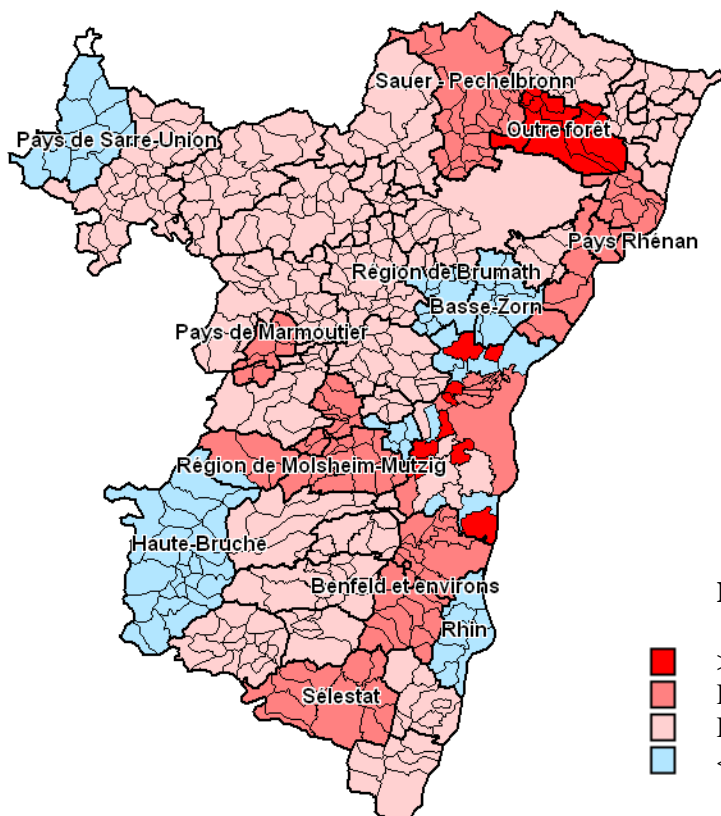 Sauer - Pechelbronn
Outre forêt
Pays de Sarre-Union
Pays Rhénan
Région de Brumath
Basse-Zorn
Pays de Marmoutier
Région de Molsheim-Mutzig
Haute-Bruche
Benfeld et environs
Rhin
Sélestat
>
<